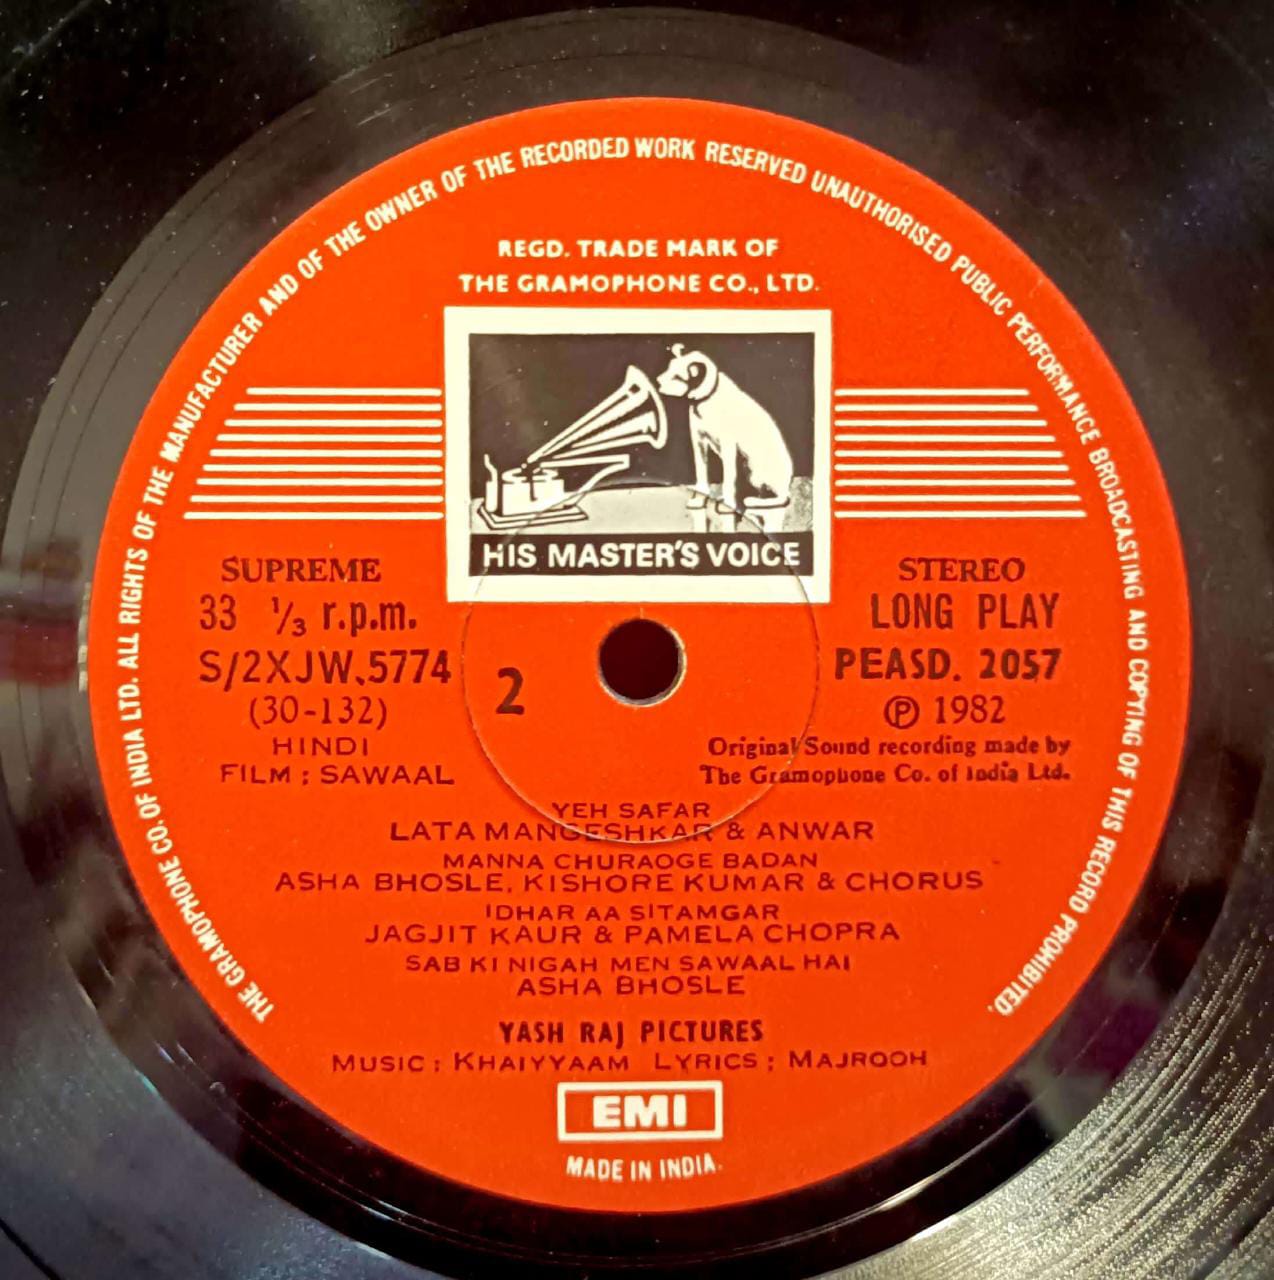 THE GRAMOPHONE CO. OF INDIA LTD. ALL RIGHTS OF THE MANUFACTURER AND OF THE OWNER OF THE RECORDED WORK RESERVED UNAUTHORISED PUBLIC PERFORMANCE BROADCASTING AND COPYING OF THIS RECORD PROHIBITED.
REGD. TRADE MARK OF
THE GRAMOPHONE CO., LTD.
HIS MASTER'S VOICE
SUPREME
33 ⅓ r.p.m.
S/2XJW.5774
(30-132)
HINDI
FILM : SAWAAL
2
STEREO
LONG PLAY
PEASD. 2057
℗ 1982
Original Sound recording made by
The Gramophone Co. of India Ltd.
YEH SAFAR
LATA MANGESHKAR & ANWAR
MANNA CHURAOGE BADAN
ASHA BHOSLE, KISHORE KUMAR & CHORUS
IDHAR AA SITAMGAR
JAGJIT KAUR & PAMELA CHOPRA
SAB KI NIGAH MEN SAWAAL HAI
ASHA BHOSLE
YASH RAJ PICTURES
MUSIC : KHAIYYAAM LYRICS : MAJROOH
EMI
MADE IN INDIA.